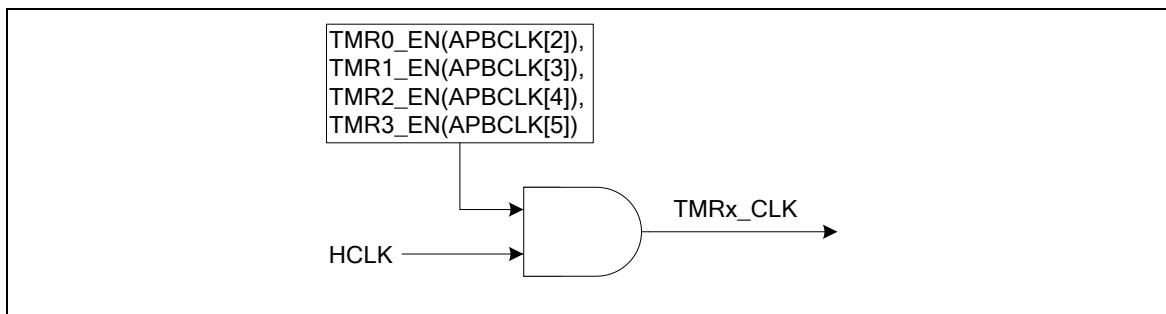 TMR0_EN(APBCLK[2]),
TMR1_EN(APBCLK[3]),
TMR2_EN(APBCLK[4]),
TMR3_EN(APBCLK[5])
TMRx_CLK
HCLK